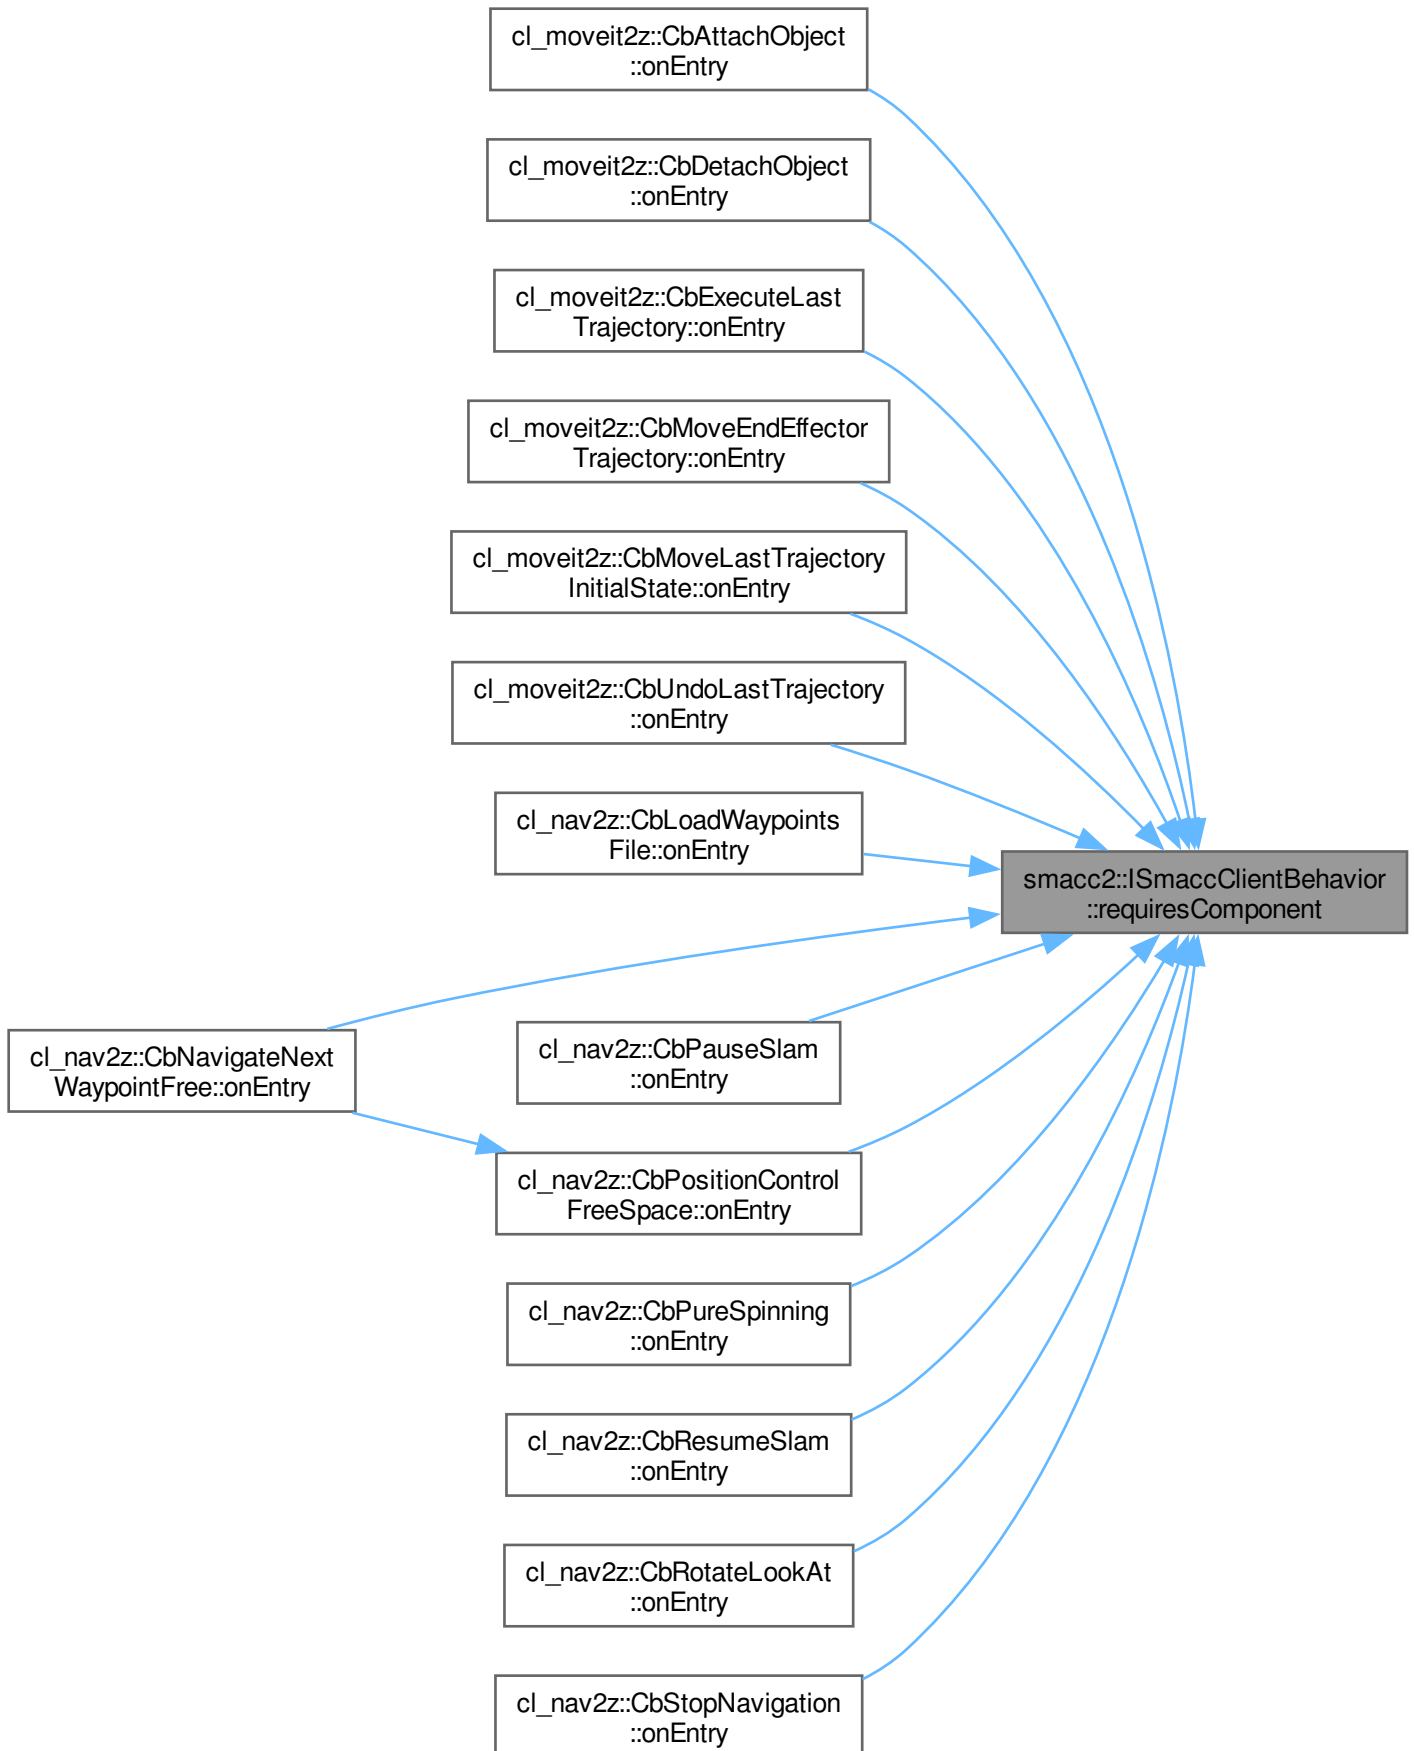 cl_moveit2z::CbAttachObject
::onEntry
cl_moveit2z::CbDetachObject
::onEntry
cl_moveit2z::CbExecuteLast
Trajectory::onEntry
cl_moveit2z::CbMoveEndEffector
Trajectory::onEntry
cl_moveit2z::CbMoveLastTrajectory
InitialState::onEntry
cl_moveit2z::CbUndoLastTrajectory
::onEntry
cl_nav2z::CbLoadWaypoints
File::onEntry
smacc2::ISmaccClientBehavior
::requiresComponent
cl_nav2z::CbNavigateNext
WaypointFree::onEntry
cl_nav2z::CbPauseSlam
::onEntry
cl_nav2z::CbPositionControl
FreeSpace::onEntry
cl_nav2z::CbPureSpinning
::onEntry
cl_nav2z::CbResumeSlam
::onEntry
cl_nav2z::CbRotateLookAt
::onEntry
cl_nav2z::CbStopNavigation
::onEntry